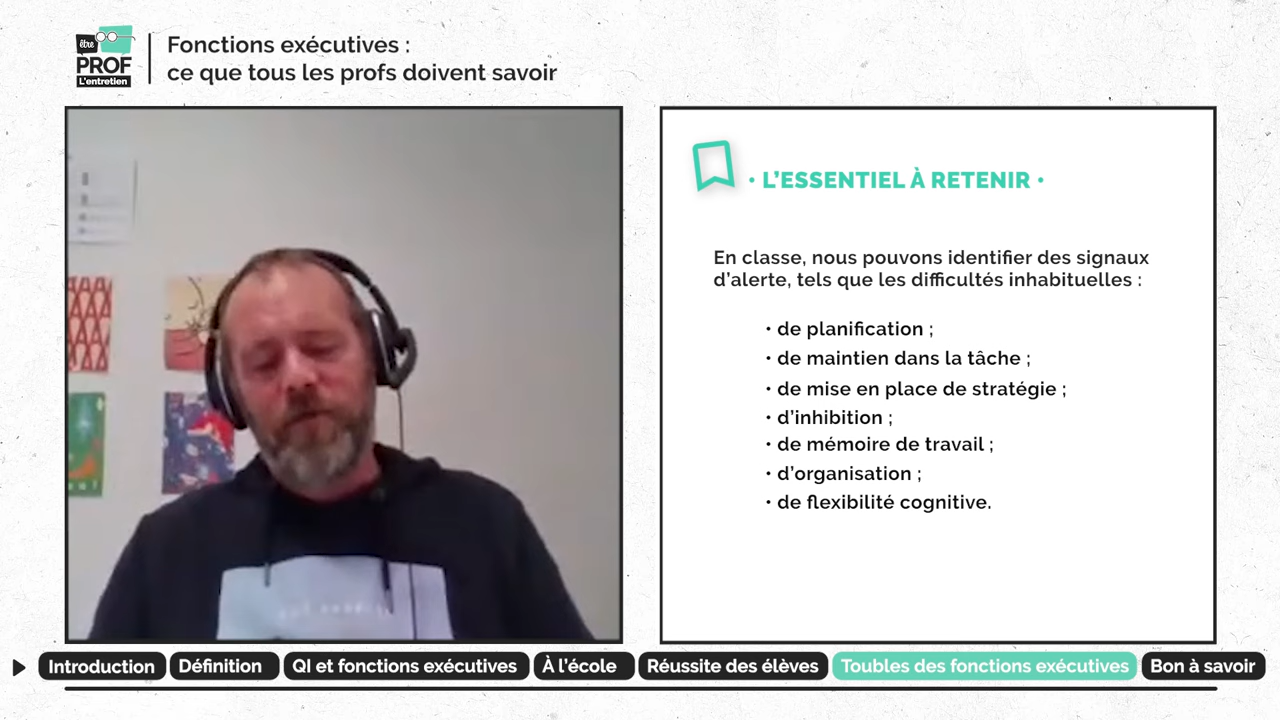 être
PROF
L'entretien
Fonctions exécutives :
ce que tous les profs doivent savoir
• L'ESSENTIEL À RETENIR •
En classe, nous pouvons identifier des signaux
d'alerte, tels que les difficultés inhabituelles :
• de planification ;
• de maintien dans la tâche ;
• de mise en place de stratégie ;
• d'inhibition ;
• de mémoire de travail ;
• d'organisation ;
• de flexibilité cognitive.
Introduction
Définition
QI et fonctions exécutives
À l'école
Réussite des élèves
Toubles des fonctions exécutives
Bon à savoir